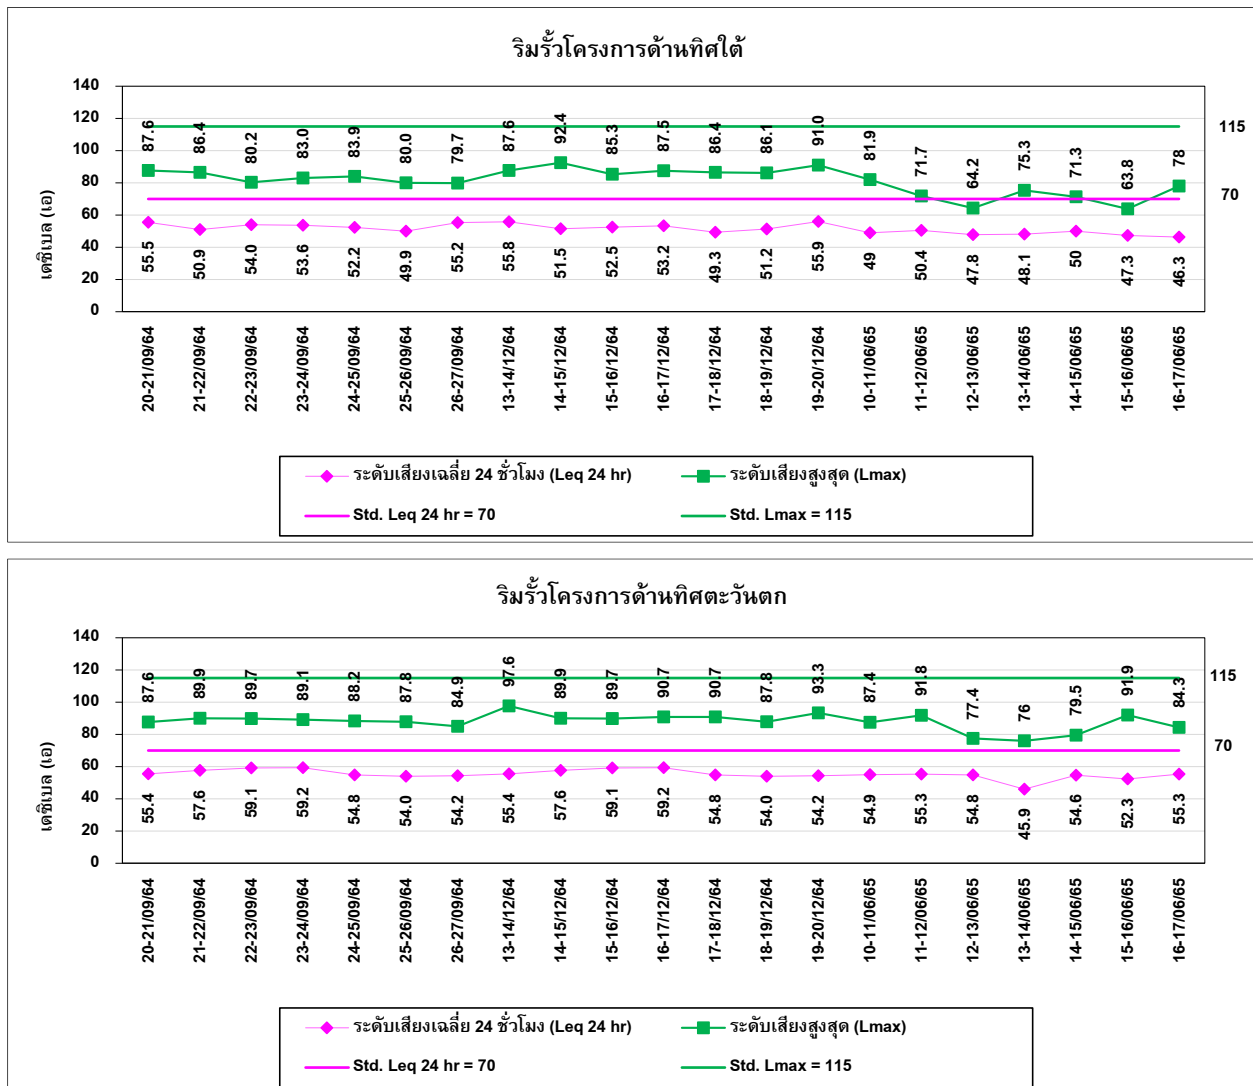 ริมรั้วโครงการด้านทิศใต้
เดซิเบล (เอ)
140
120
100
80
60
40
20
0
87.6 86.4 80.2 83.0 83.9 80.0 79.7 87.6 92.4 85.3 87.5 86.4 86.1 91.0 81.9 71.7 64.2 75.3 71.3 63.8 78
115
70
55.5 50.9 54.0 53.6 52.2 49.9 55.2 55.8 51.5 52.5 53.2 49.3 51.2 55.9 49 50.4 47.8 48.1 50 47.3 46.3
20-21/09/64 21-22/09/64 22-23/09/64 23-24/09/64 24-25/09/64 25-26/09/64 26-27/09/64 13-14/12/64 14-15/12/64 15-16/12/64 16-17/12/64 17-18/12/64 18-19/12/64 19-20/12/64 10-11/06/65 11-12/06/65 12-13/06/65 13-14/06/65 14-15/06/65 15-16/06/65 16-17/06/65
ระดับเสียงเฉลี่ย 24 ชั่วโมง (Leq 24 hr) ระดับเสียงสูงสุด (Lmax)
Std. Leq 24 hr = 70 Std. Lmax = 115
ริมรั้วโครงการด้านทิศตะวันตก
เดซิเบล (เอ)
140
120
100
80
60
40
20
0
87.6 89.9 89.7 89.1 88.2 87.8 84.9 97.6 89.9 89.7 90.7 90.7 87.8 93.3 87.4 91.8 77.4 76 79.5 91.9 84.3
115
70
55.4 57.6 59.1 59.2 54.8 54.0 54.2 55.4 57.6 59.1 59.2 54.8 54.0 54.2 54.9 55.3 54.8 45.9 54.6 52.3 55.3
20-21/09/64 21-22/09/64 22-23/09/64 23-24/09/64 24-25/09/64 25-26/09/64 26-27/09/64 13-14/12/64 14-15/12/64 15-16/12/64 16-17/12/64 17-18/12/64 18-19/12/64 19-20/12/64 10-11/06/65 11-12/06/65 12-13/06/65 13-14/06/65 14-15/06/65 15-16/06/65 16-17/06/65
ระดับเสียงเฉลี่ย 24 ชั่วโมง (Leq 24 hr) ระดับเสียงสูงสุด (Lmax)
Std. Leq 24 hr = 70 Std. Lmax = 115